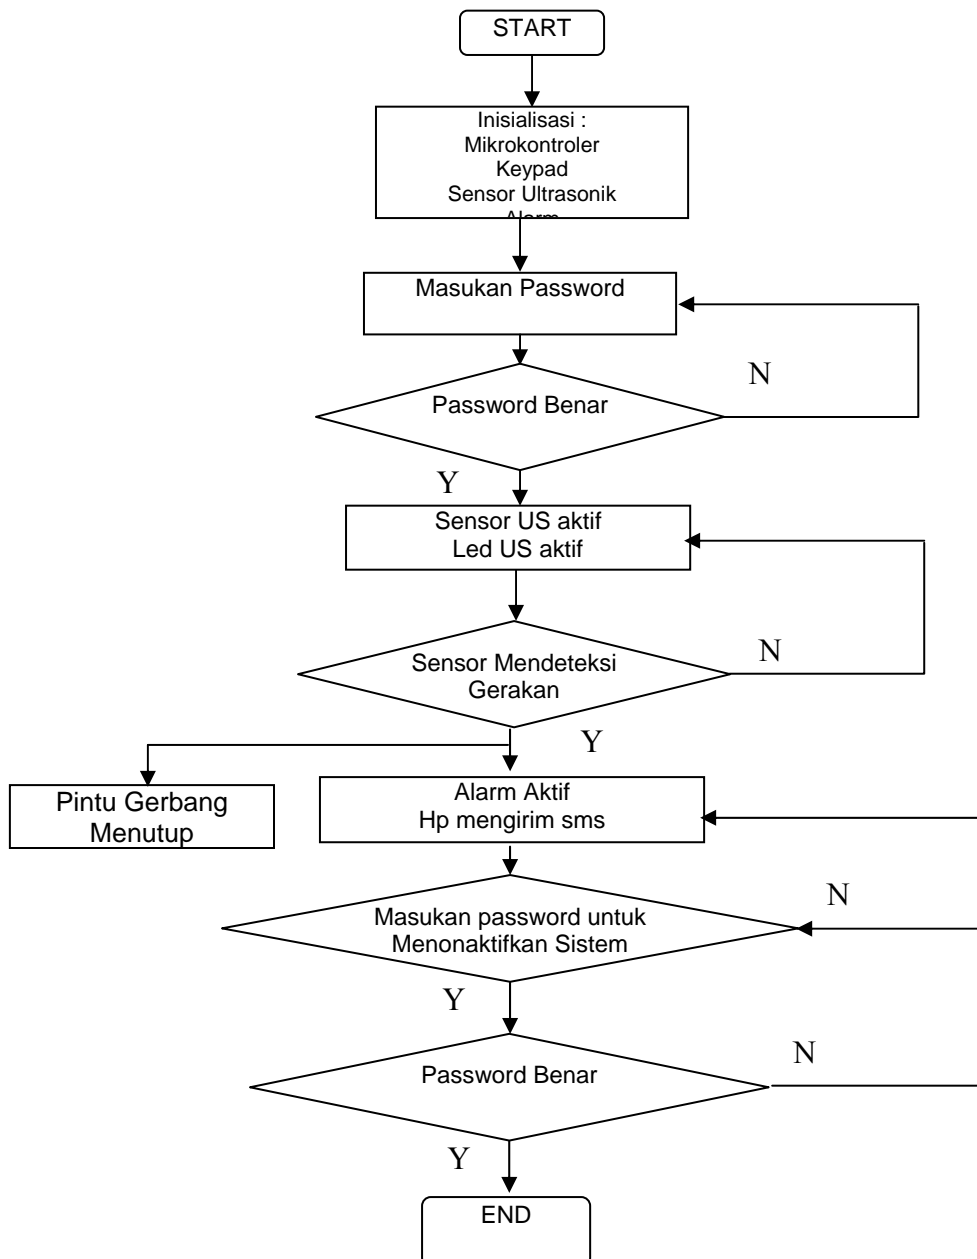 START
Inisialisasi :
Mikrokontroler
Keypad
Sensor Ultrasonik
Alarm
Masukan Password
N
Password Benar
Y
Sensor US aktif
Led US aktif
Sensor Mendeteksi
Gerakan
N
Y
Pintu Gerbang
Menutup
Alarm Aktif
Hp mengirim sms
N
Masukan password untuk
Menonaktifkan Sistem
Y
N
Password Benar
Y
END